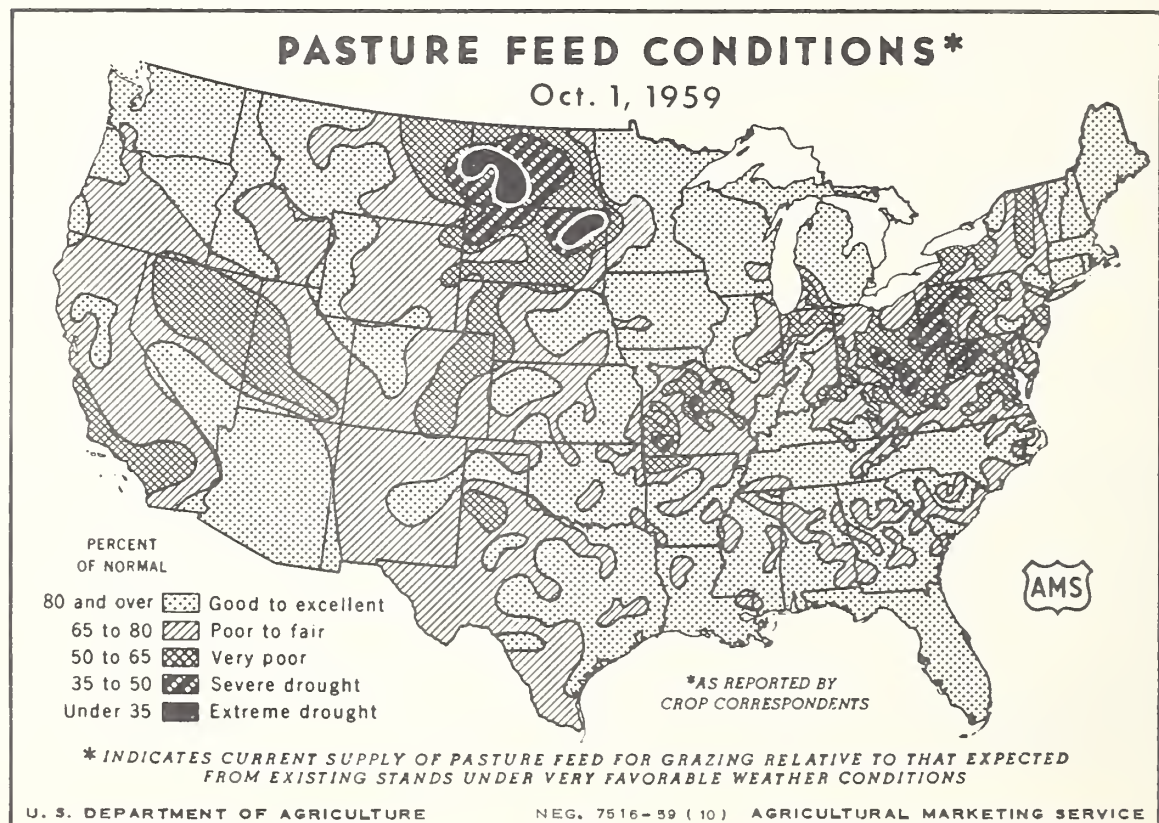 PASTURE FEED CONDITIONS*
Oct. 1, 1959
PERCENT
OF NORMAL
80 and over Good to excellent
65 to 80 Poor to fair
50 to 65 Very poor
35 to 50 Severe drought
Under 35 Extreme drought
AMS
*AS REPORTED BY
CROP CORRESPONDENTS
* INDICATES CURRENT SUPPLY OF PASTURE FEED FOR GRAZING RELATIVE TO THAT EXPECTED
FROM EXISTING STANDS UNDER VERY FAVORABLE WEATHER CONDITIONS
U. S. DEPARTMENT OF AGRICULTURE NEG. 7516-59 (10) AGRICULTURAL MARKETING SERVICE